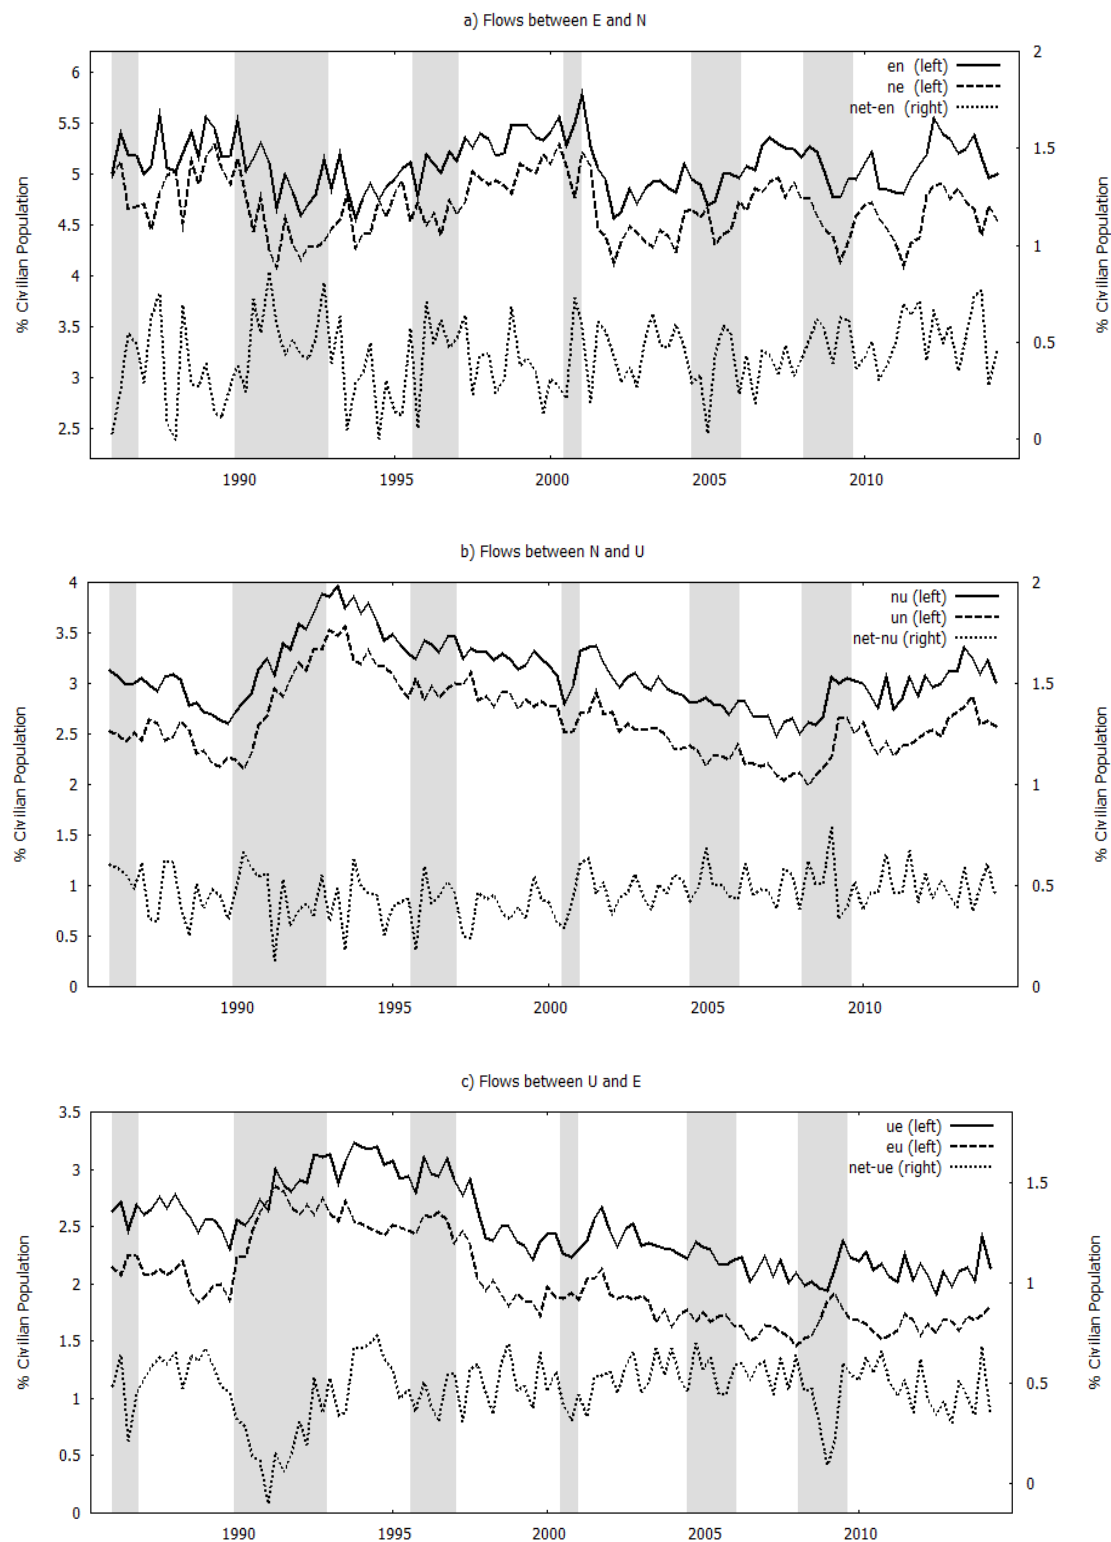 a) Flows between E and N
% Civilian Population
6
5.5
5
4.5
4
3.5
3
2.5
en (left)
ne (left)
net-en (right)
2
1.5
1
0.5
0
% Civilian Population
1990 1995 2000 2005 2010
b) Flows between N and U
% Civilian Population
4
3.5
3
2.5
2
1.5
1
0.5
0
nu (left)
un (left)
net-nu (right)
2
1.5
1
0.5
0
% Civilian Population
1990 1995 2000 2005 2010
c) Flows between U and E
% Civilian Population
3.5
3
2.5
2
1.5
1
0.5
0
ue (left)
eu (left)
net-ue (right)
1.5
1
0.5
0
% Civilian Population
1990 1995 2000 2005 2010